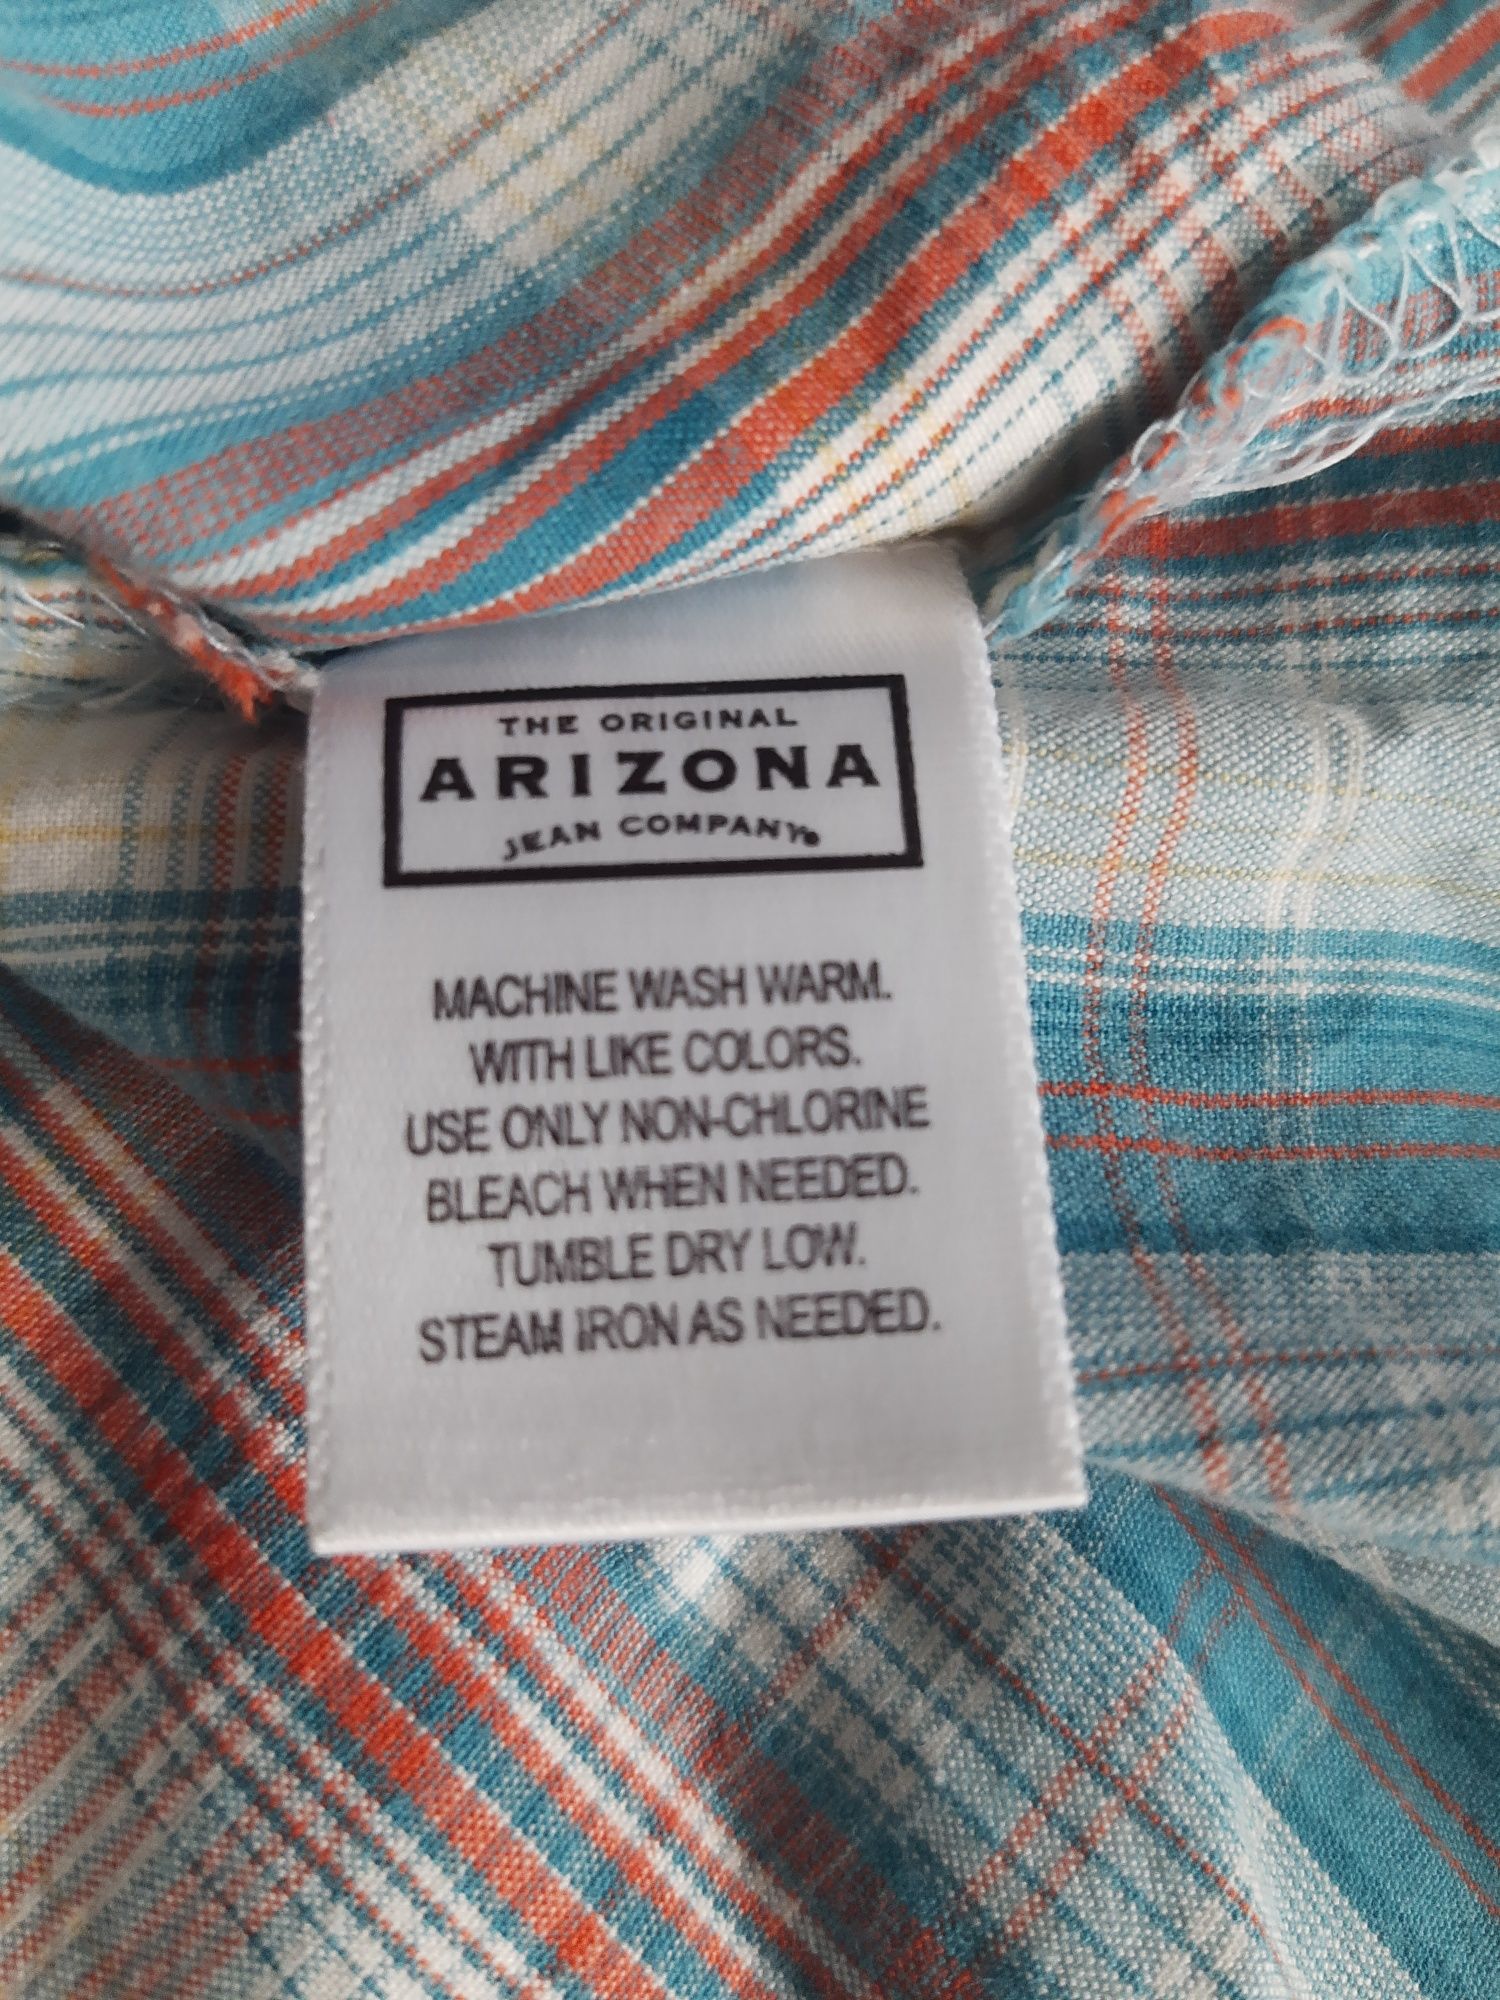 THE ORIGINAL
ARIZONA
JEAN COMPANY®
MACHINE WASH WARM.
WITH LIKE COLORS.
USE ONLY NON-CHLORINE
BLEACH WHEN NEEDED.
TUMBLE DRY LOW.
STEAM IRON AS NEEDED.